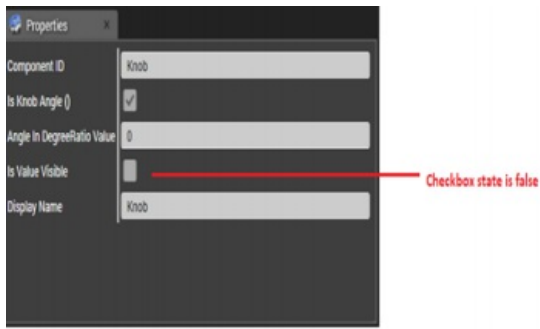 Properties x
Component ID Knob
Is Knob Angle ()
Angle In DegreeRatio Value 0
Is Value Visible
Checkbox state is false
Display Name Knob